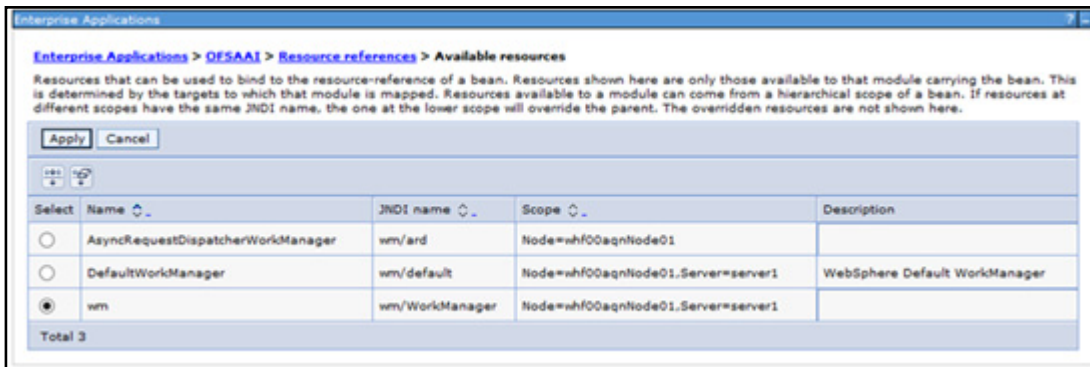 Enterprise Applications
Enterprise Applications > OFSAAI > Resource references > Available resources
Resources that can be used to bind to the resource-reference of a bean. Resources shown here are only those available to that module carrying the bean. This
is determined by the targets to which that module is mapped. Resources available to a module can come from a hierarchical scope of a bean. If resources at
different scopes have the same JNDI name, the one at the lower scope will override the parent. The overridden resources are not shown here.
Apply Cancel
Select Name JNDI name Scope Description
AsyncRequestDispatcherWorkManager wm/ard Node=whf00aqnNode01
DefaultWorkManager wm/default Node=whf00aqnNode01,Server=server1 WebSphere Default WorkManager
wm wm/WorkManager Node=whf00aqnNode01,Server=server1
Total 3